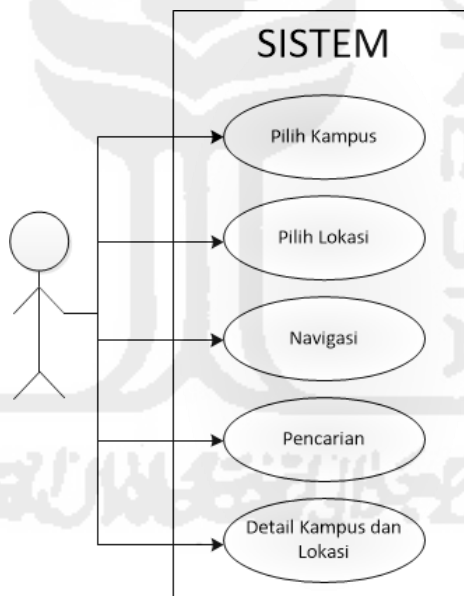 SISTEM
Pilih Kampus
Pilih Lokasi
Navigasi
Pencarian
Detail Kampus dan
Lokasi